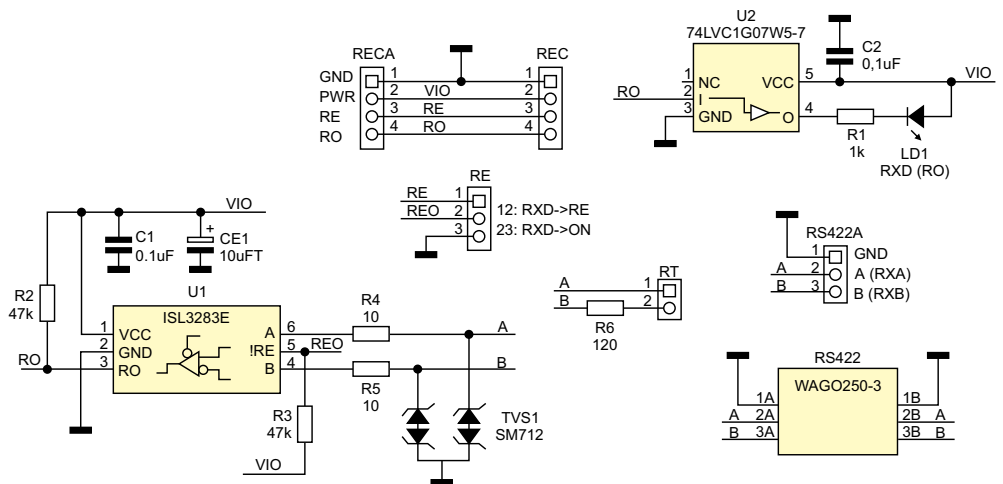 RECA
REC
GND 1 1
PWR 2 VIO 2
RE 3 RE 3
RO 4 RO 4
U2
74LVC1G07W5-7
C2
0,1uF
1 NC VCC 5 VIO
RO 2 I
3 GND O 4
R1
1k
LD1
RXD (RO)
RE
RE 1
REO 2 12: RXD->RE
3 23: RXD->ON
VIO
C1
0.1uF
+
CE1
10uFT
U1
ISL3283E
R2
47k
1 VCC A 6
2 GND !RE 5 REO
RO 3 RO B 4
R4
10
A
B
R5
10
R3
47k
VIO
TVS1
SM712
RT
A 1
B 2
R6
120
RS422A
1 GND
A 2 A (RXA)
B 3 B (RXB)
RS422
WAGO250-3
1A 1B
A 2A 2B A
B 3A 3B B